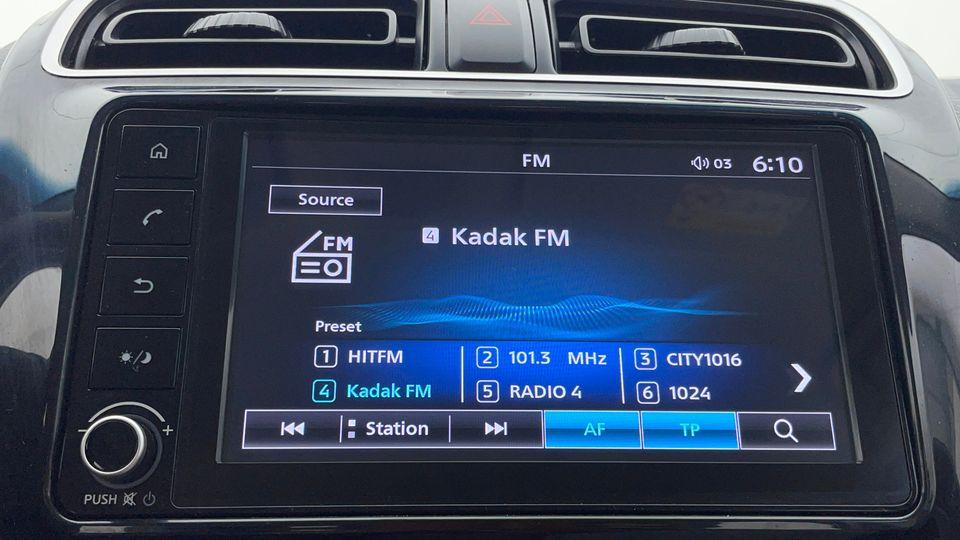 FM
03 6:10
Source
FM
4 Kadak FM
Preset
1 HITFM 2 101.3 MHz 3 CITY1016
4 Kadak FM 5 RADIO 4 6 1024
Station AF TP
PUSH